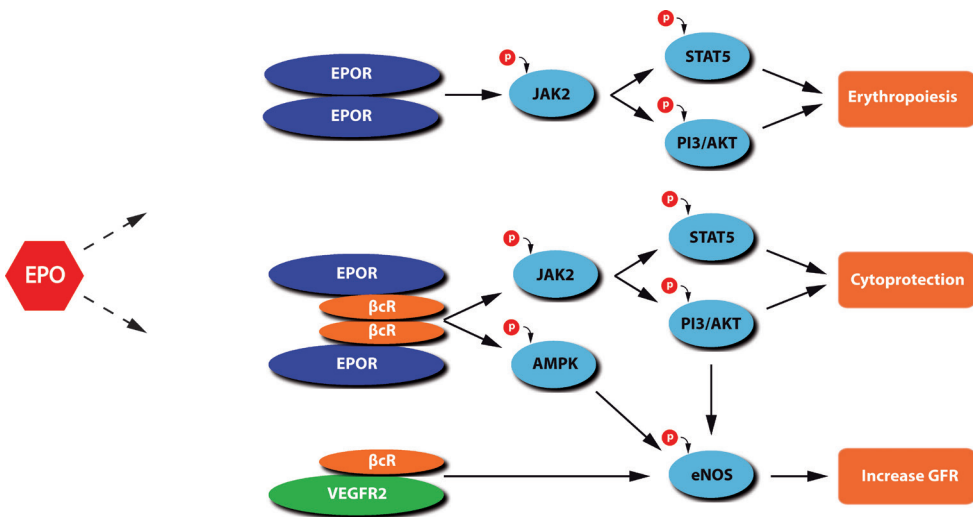 EPO
EPOR
EPOR
P
JAK2
P
STAT5
P
PI3/AKT
Erythropoiesis
EPOR
βcR
βcR
EPOR
P
JAK2
P
AMPK
P
STAT5
P
PI3/AKT
Cytoprotection
βcR
VEGFR2
P
eNOS
Increase GFR